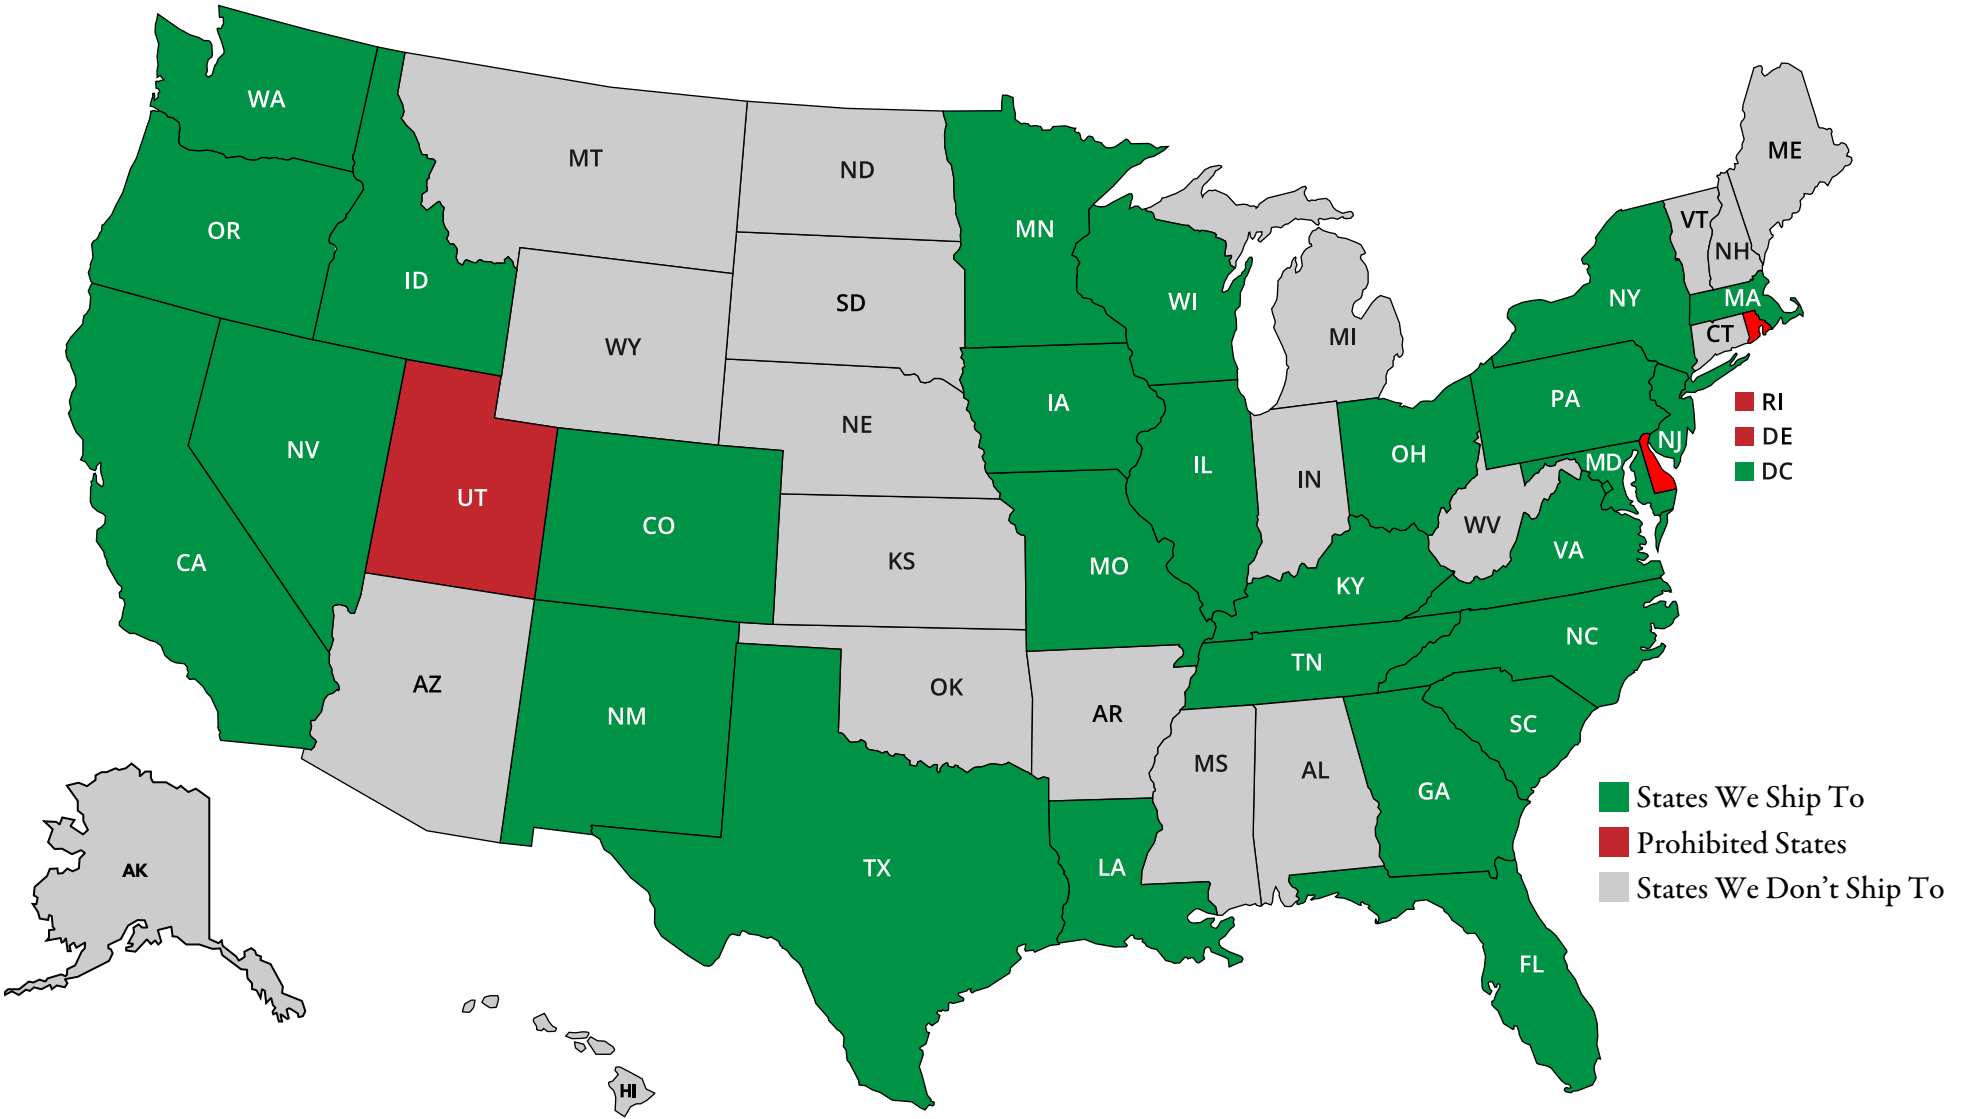 WA
MT
ND
ME
OR
MN
VT
NH
ID
WI
NY
MA
SD
MI
CT
WY
IA
PA
RI
NE
NJ
DE
NV
IL
IN
OH
MD
DC
UT
CO
WV
CA
KS
MO
KY
VA
NC
AZ
OK
TN
NM
AR
SC
MS
AL
GA
States We Ship To
Prohibited States
AK
TX
LA
States We Don't Ship To
FL
HI